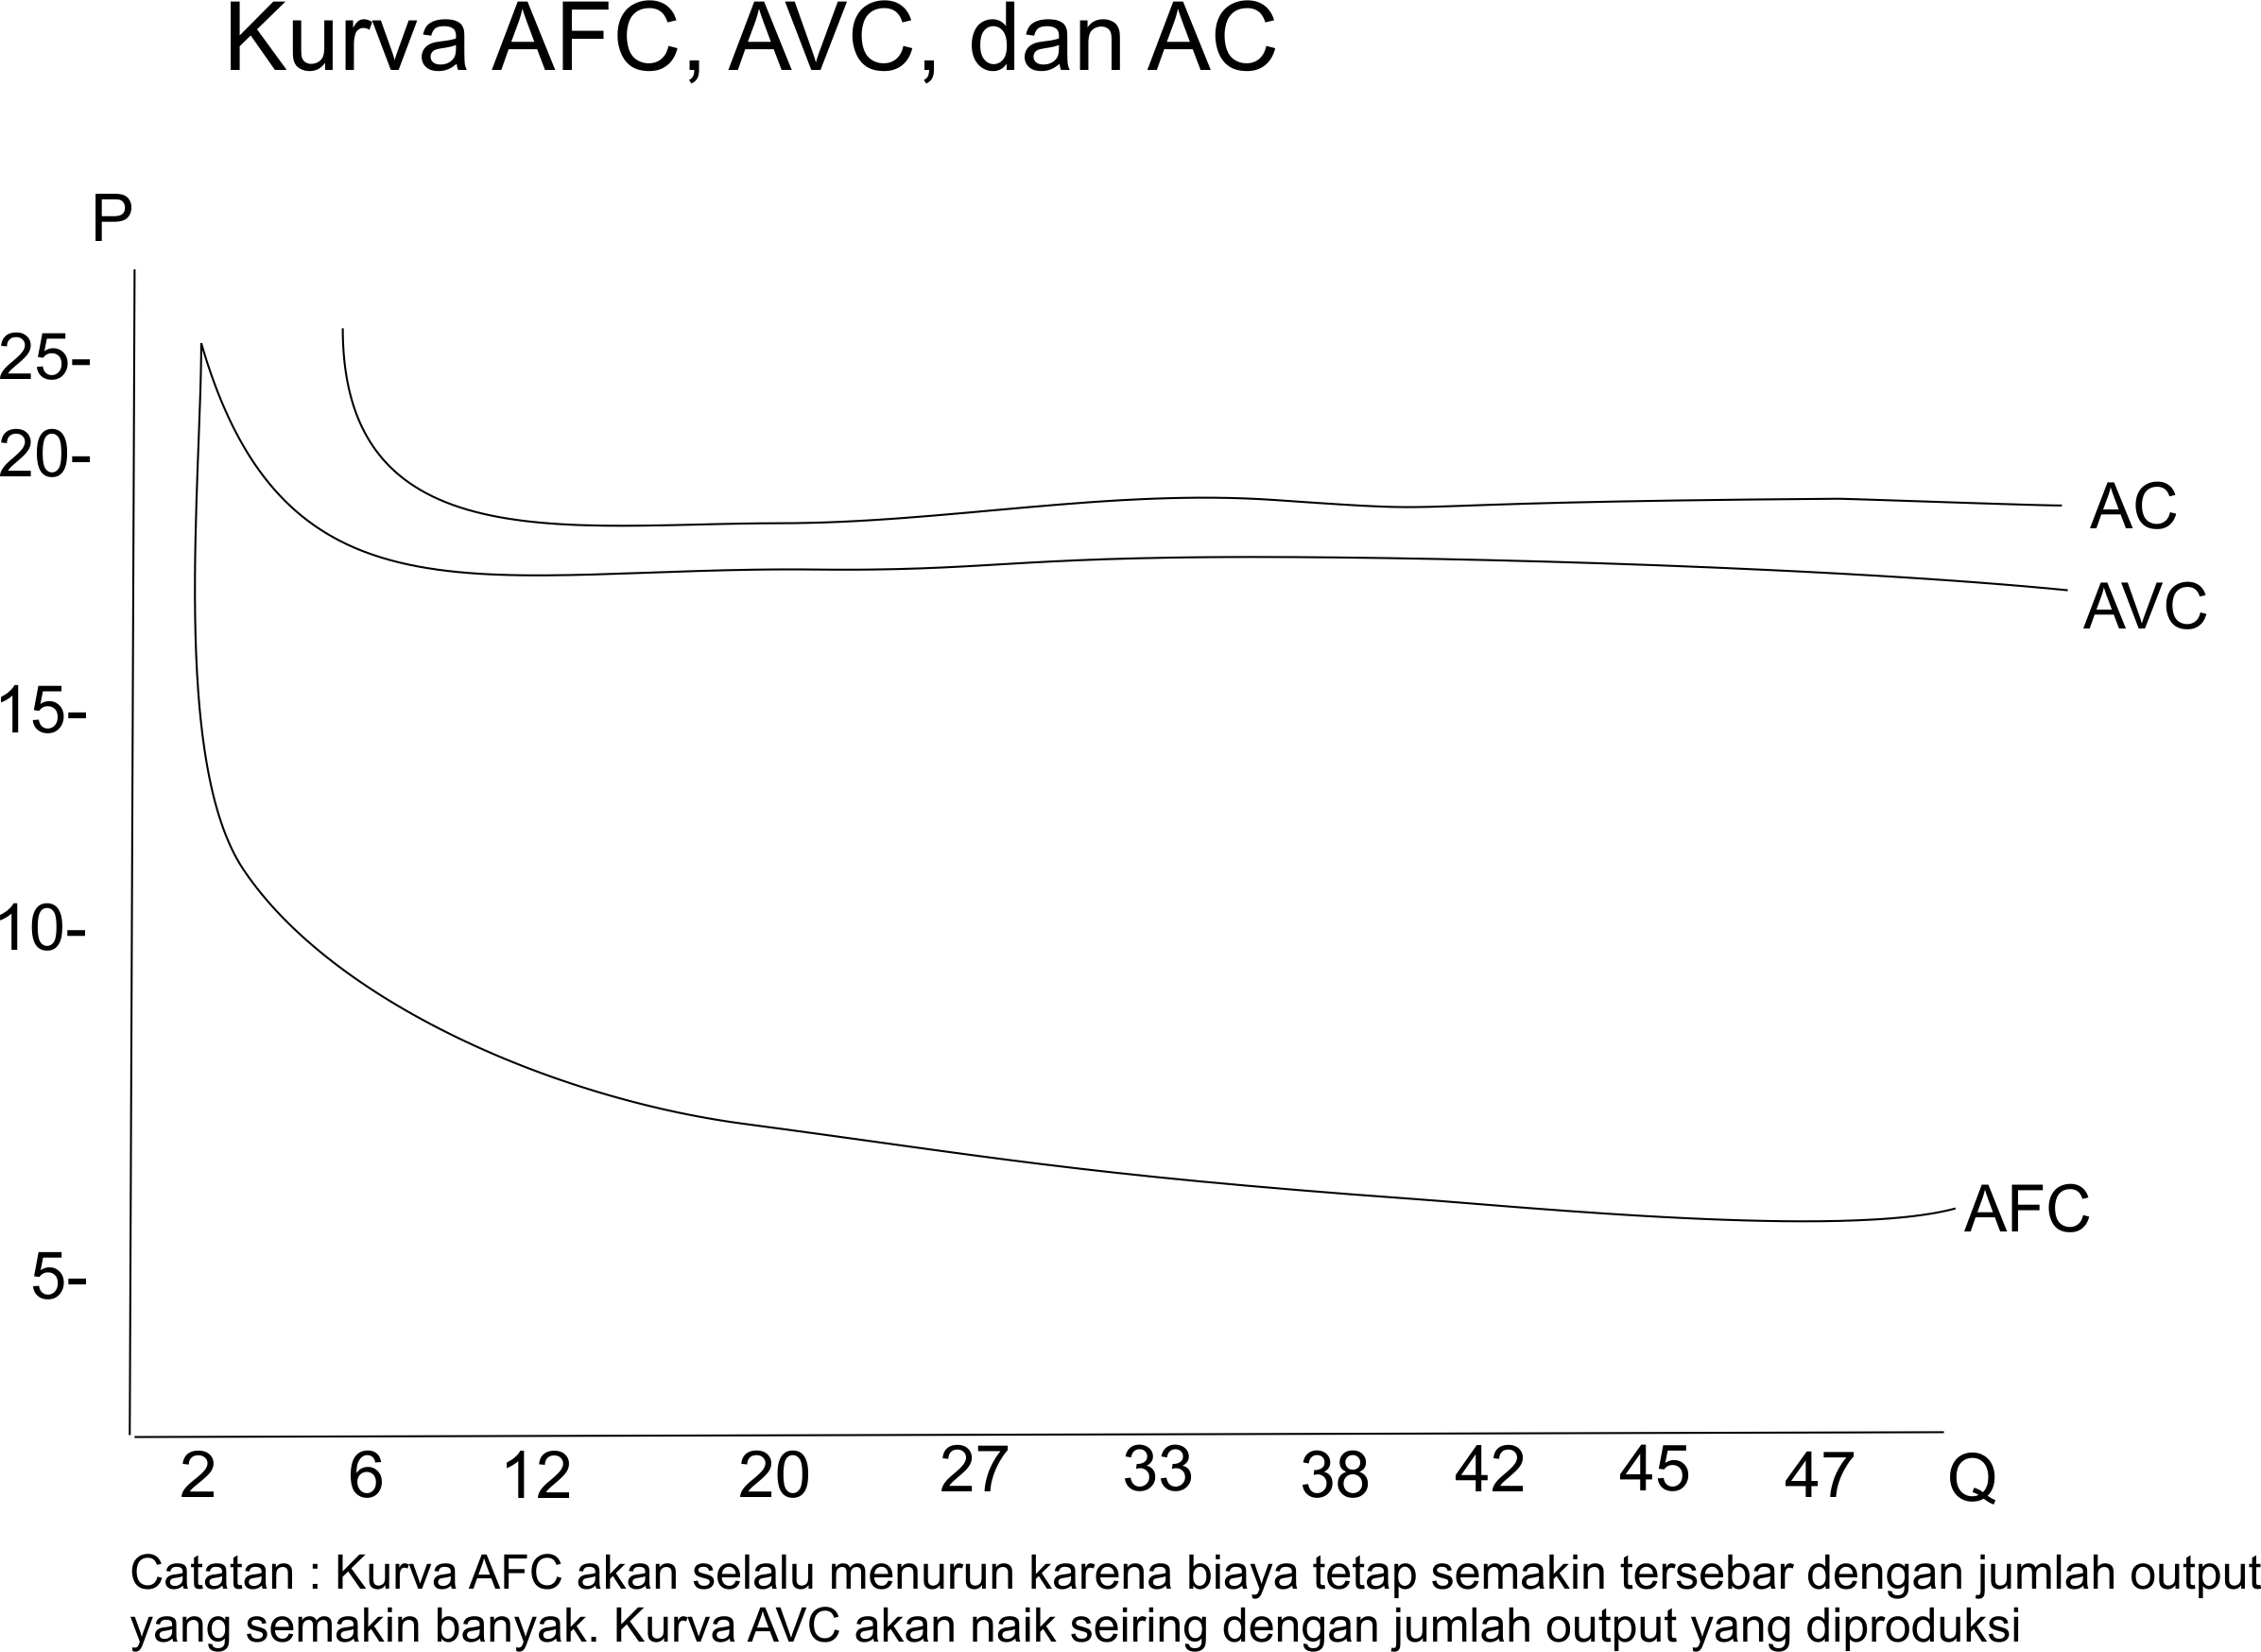 Kurva AFC, AVC, dan AC
P
25-
20-
AC
AVC
15-
10-
AFC
5-
2 6 12 20 27 33 38 42 45 47 Q
Catatan : Kurva AFC akan selalu menurun karena biaya tetap semakin tersebar dengan jumlah output
yang semakin banyak. Kurva AVC akan naik seiring dengan jumlah output yang diproduksi